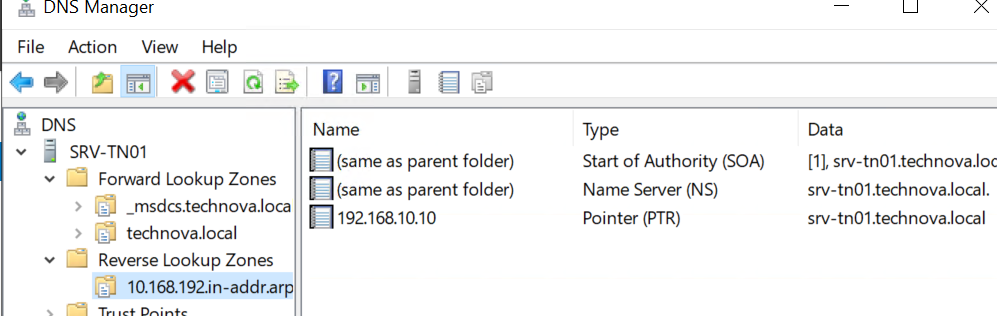 DNS Manager
File Action View Help
DNS
SRV-TN01
Forward Lookup Zones
_msdcs.technova.loca
technova.local
Reverse Lookup Zones
10.168.192.in-addr.arp
Trust Points
Name Type Data
(same as parent folder) Start of Authority (SOA) [1], srv-tn01.technova.loc
(same as parent folder) Name Server (NS) srv-tn01.technova.local.
192.168.10.10 Pointer (PTR) srv-tn01.technova.local